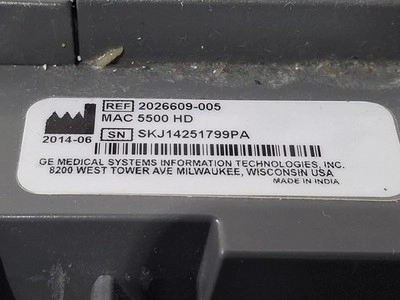 REF 2026609-005
MAC 5500 HD
2014-06 SN SKJ14251799PA
GE MEDICAL SYSTEMS INFORMATION TECHNOLOGIES, INC.
8200 WEST TOWER AVE MILWAUKEE, WISCONSIN USA
MADE IN INDIA